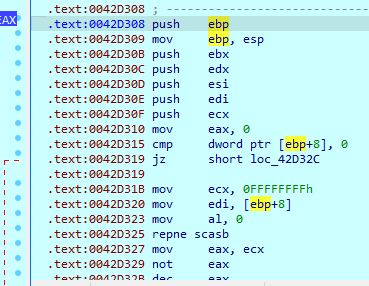 EAX
.text:0042D308 ; ---------------------------
.text:0042D308 push ebp
.text:0042D309 mov ebp, esp
.text:0042D30B push ebx
.text:0042D30C push edx
.text:0042D30D push esi
.text:0042D30E push edi
.text:0042D30F push ecx
.text:0042D310 mov eax, 0
.text:0042D315 cmp dword ptr [ebp+8], 0
.text:0042D319 jz short loc_42D32C
.text:0042D319
.text:0042D31B mov ecx, 0FFFFFFFFh
.text:0042D320 mov edi, [ebp+8]
.text:0042D323 mov al, 0
.text:0042D325 repne scasb
.text:0042D327 mov eax, ecx
.text:0042D329 not eax
.text:0042D32B dec eax